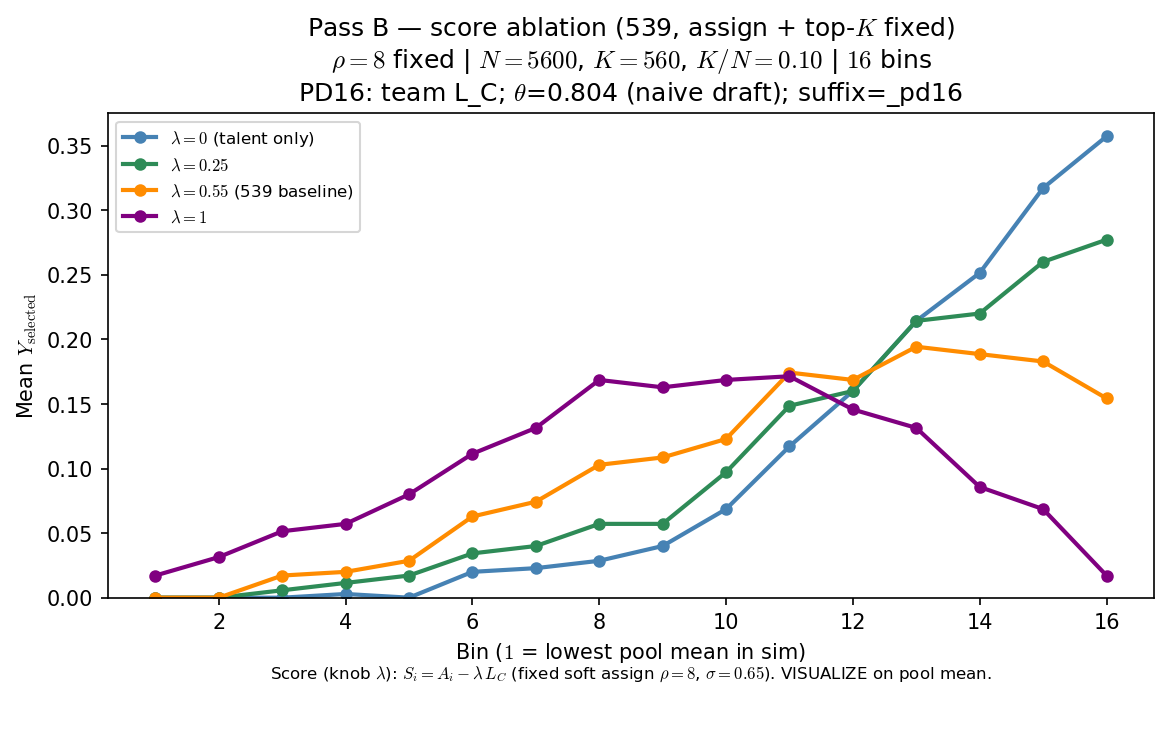 Pass B — score ablation (539, assign + top-K fixed)
ρ = 8 fixed | N = 5600, K = 560, K/N = 0.10 | 16 bins
PD16: team L_C; θ=0.804 (naive draft); suffix=_pd16
λ = 0 (talent only)
λ = 0.25
λ = 0.55 (539 baseline)
λ = 1
Mean Y_selected
0.35
0.30
0.25
0.20
0.15
0.10
0.05
0.00
2 4 6 8 10 12 14 16
Bin (1 = lowest pool mean in sim)
Score (knob λ): S_i = A_i − λ L_C (fixed soft assign ρ = 8, σ = 0.65). VISUALIZE on pool mean.